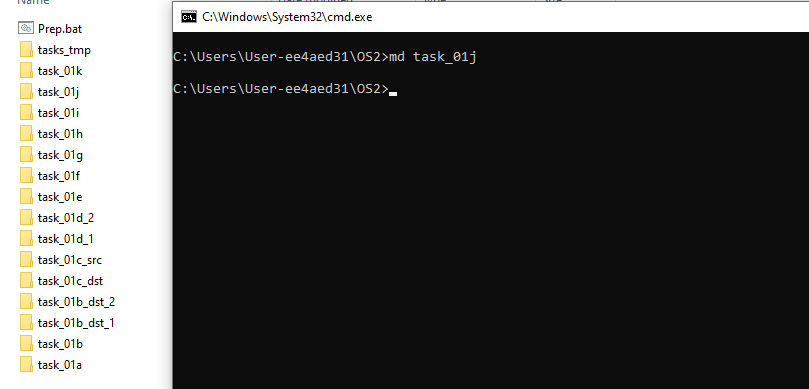 Name
Prep.bat
tasks_tmp
task_01k
task_01j
task_01i
task_01h
task_01g
task_01f
task_01e
task_01d_2
task_01d_1
task_01c_src
task_01c_dst
task_01b_dst_2
task_01b_dst_1
task_01b
task_01a
C:\Windows\System32\cmd.exe
C:\Users\User-ee4aed31\OS2>md task_01j
C:\Users\User-ee4aed31\OS2>